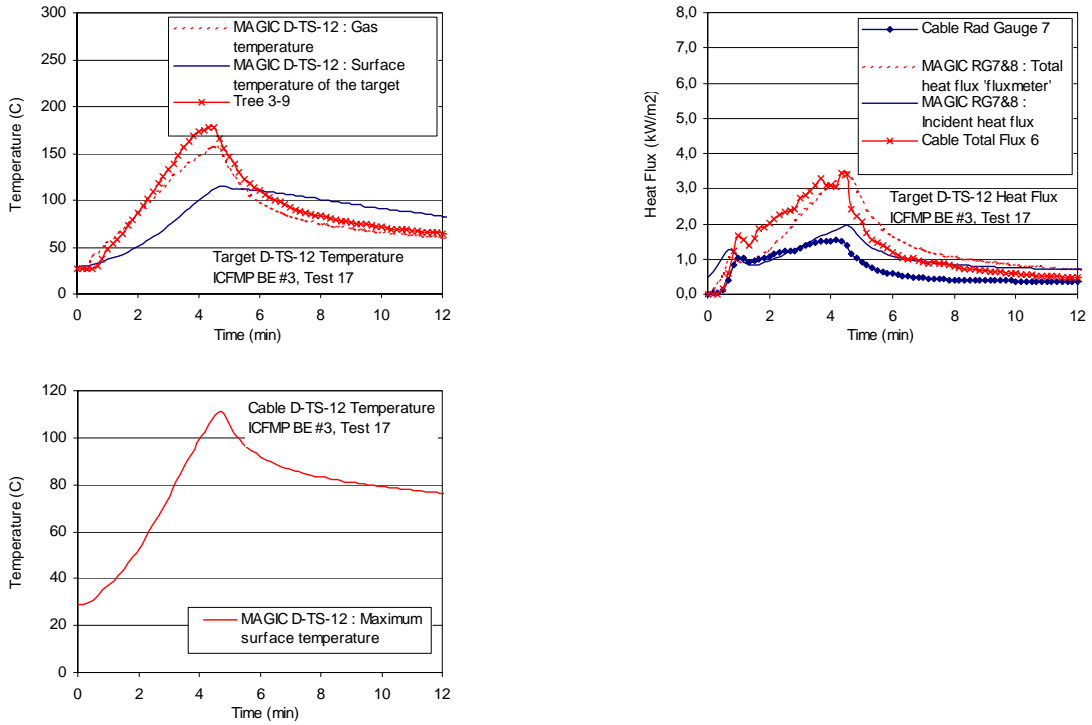 MAGIC D-TS-12 : Gas
temperature
MAGIC D-TS-12 : Surface
temperature of the target
Tree 3-9
300
250
200
150
100
50
0
Temperature (C)
Target D-TS-12 Temperature
ICFMP BE #3, Test 17
0 2 4 6 8 10 12
Time (min)
Cable Rad Gauge 7
MAGIC RG7&8 : Total
heat flux 'fluxmeter'
MAGIC RG7&8 :
Incident heat flux
Cable Total Flux 6
8,0
7,0
6,0
5,0
4,0
3,0
2,0
1,0
0,0
Heat Flux (kW/m2)
Target D-TS-12 Heat Flux
ICFMP BE #3, Test 17
0 2 4 6 8 10 12
Time (min)
120
100
80
60
40
20
0
Temperature (C)
Cable D-TS-12 Temperature
ICFMP BE #3, Test 17
MAGIC D-TS-12 : Maximum
surface temperature
0 2 4 6 8 10 12
Time (min)